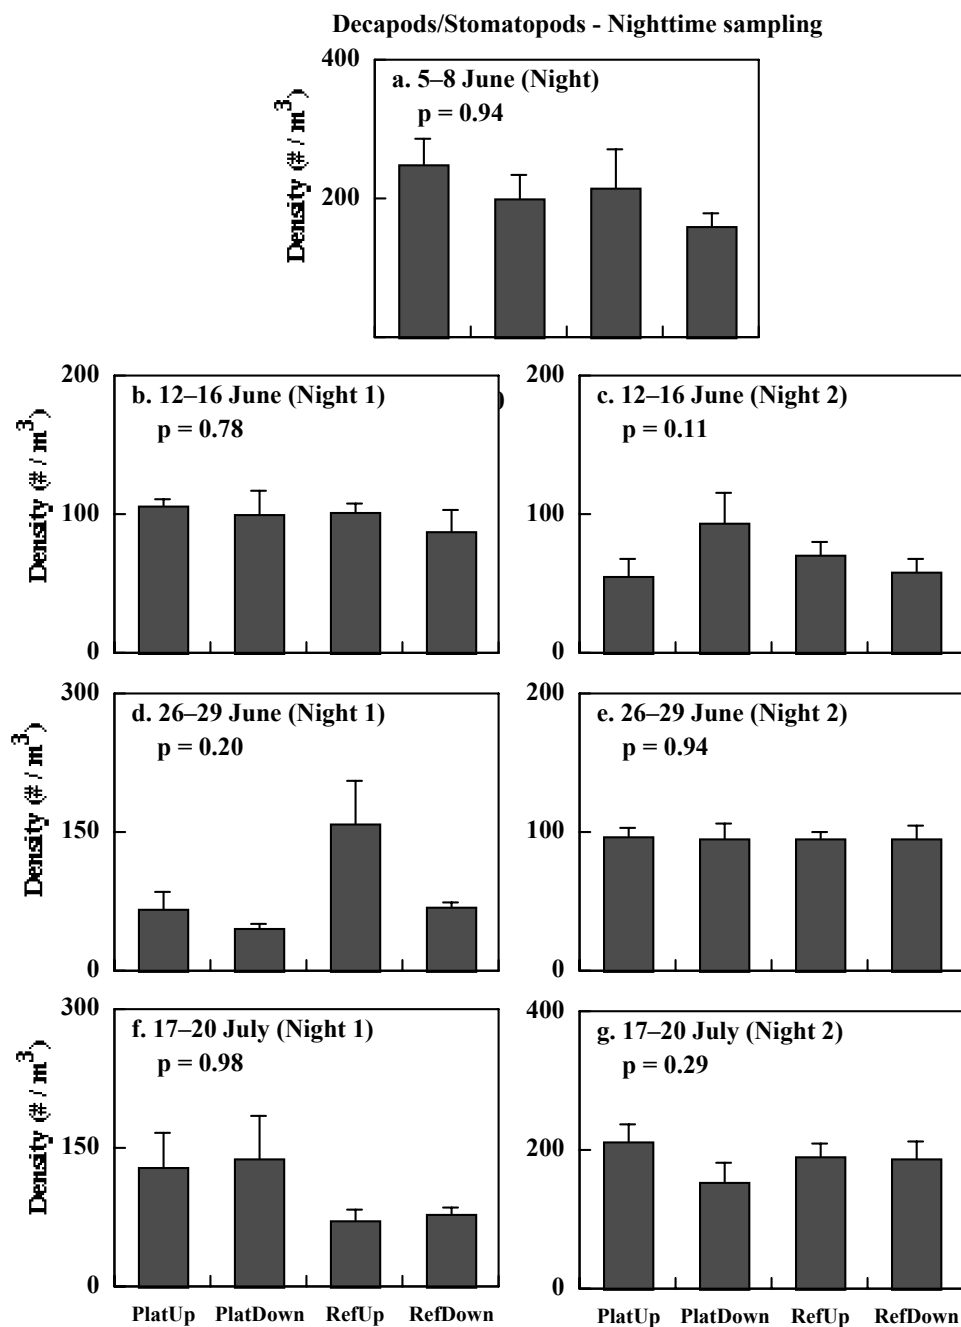 Decapods/Stomatopods - Nighttime sampling
400
a. 5–8 June (Night)
p = 0.94
Density (# / m³)
200
200
b. 12–16 June (Night 1)
)
p = 0.78
Density (# / m³)
100
0
200
c. 12–16 June (Night 2)
p = 0.11
100
0
300
d. 26–29 June (Night 1)
p = 0.20
Density (# / m³)
150
0
200
e. 26–29 June (Night 2)
p = 0.94
100
0
300
f. 17–20 July (Night 1)
p = 0.98
Density (# / m³)
150
0
PlatUp PlatDown RefUp RefDown
400
g. 17–20 July (Night 2)
p = 0.29
200
0
PlatUp PlatDown RefUp RefDown